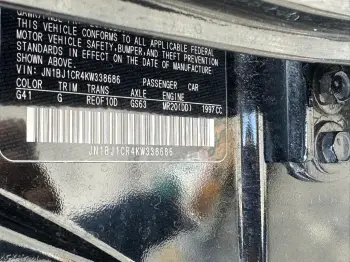 VEHICLE CONFORMS TO ALL APPLICABLE FEDERAL
MOTOR VEHICLE SAFETY, BUMPER, AND THEFT PREVENTION
STANDARDS IN EFFECT ON THE DATE OF MANUFACTURE
SHOWN ABOVE.
JN1BJ1CR4KW338686 PASSENGER CAR
COLOR TRIM TRANS AXLE ENGINE
G41 G RE0F10D GS63 MR20(DD) 1997CC
JN1BJ1CR4KW338686